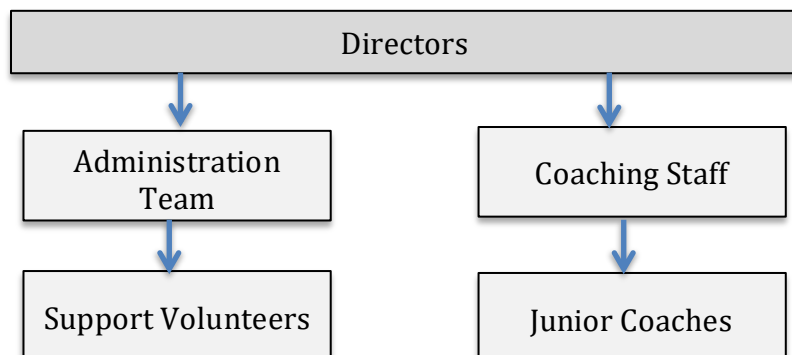 Directors
Administration
Team
Coaching Staff
Support Volunteers
Junior Coaches